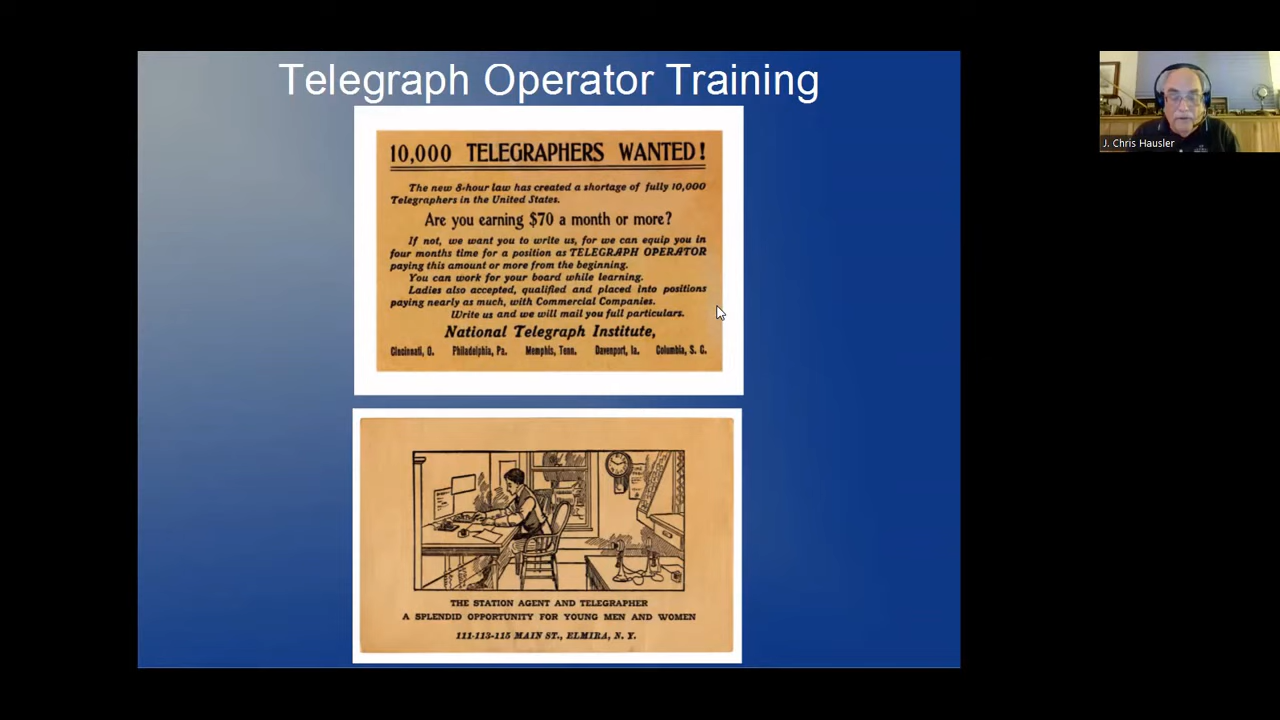 Telegraph Operator Training
10,000 TELEGRAPHERS WANTED!
The new 8-hour law has created a shortage of fully 10,000
Telegraphers in the United States.
Are you earning $70 a month or more?
If not, we want you to write us, for we can equip you in
four months time for a position as TELEGRAPH OPERATOR
paying this amount or more from the beginning.
You can work for your board while learning.
Ladies also accepted, qualified and placed into positions
paying nearly as much, with Commercial Companies.
Write us and we will mail you full particulars.
National Telegraph Institute,
Cincinnati, O. Philadelphia, Pa. Memphis, Tenn. Davenport, Ia. Columbia, S. C.
THE STATION AGENT AND TELEGRAPHER
A SPLENDID OPPORTUNITY FOR YOUNG MEN AND WOMEN
111-113-115 MAIN ST., ELMIRA, N. Y.
J. Chris Hausler